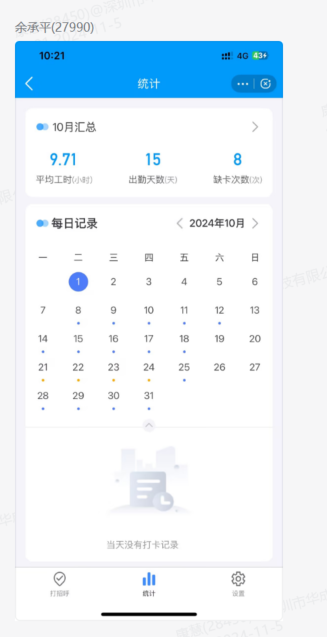 余承平(27990)
10:21
4G 43+
统计
10月汇总
9.71 15 8
平均工时(小时) 出勤天数(天) 缺卡次数(次)
每日记录 2024年10月
一 二 三 四 五 六 日
1 2 3 4 5 6
7 8 9 10 11 12 13
14 15 16 17 18 19 20
21 22 23 24 25 26 27
28 29 30 31
当天没有打卡记录
统计 设置